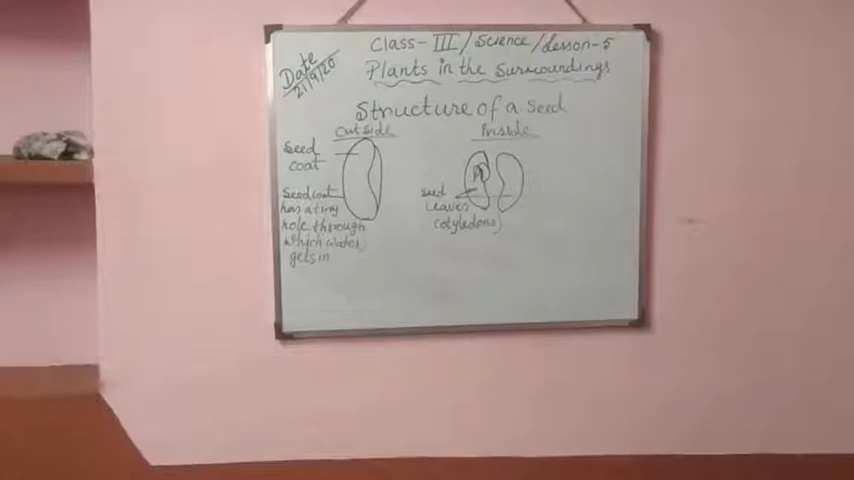 Class-III/Science/Lesson-5
Date
21/9/20
Plants in the Surroundings
Structure of a Seed
Outside
Inside
Seed
coat
Seed coat
has a tiny
hole through
which water
gets in
seed
leaves
(cotyledons)